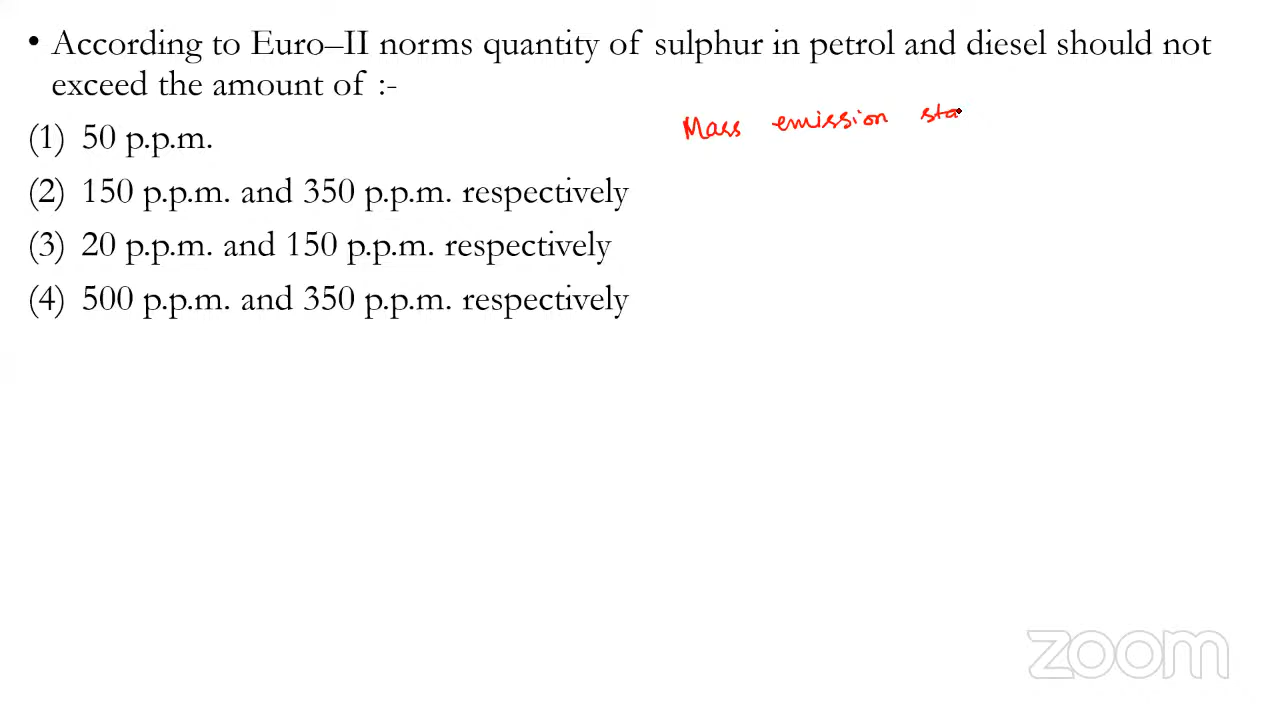 • According to Euro–II norms quantity of sulphur in petrol and diesel should not
exceed the amount of :-
Mass emission sta
(1) 50 p.p.m.
(2) 150 p.p.m. and 350 p.p.m. respectively
(3) 20 p.p.m. and 150 p.p.m. respectively
(4) 500 p.p.m. and 350 p.p.m. respectively
zoom